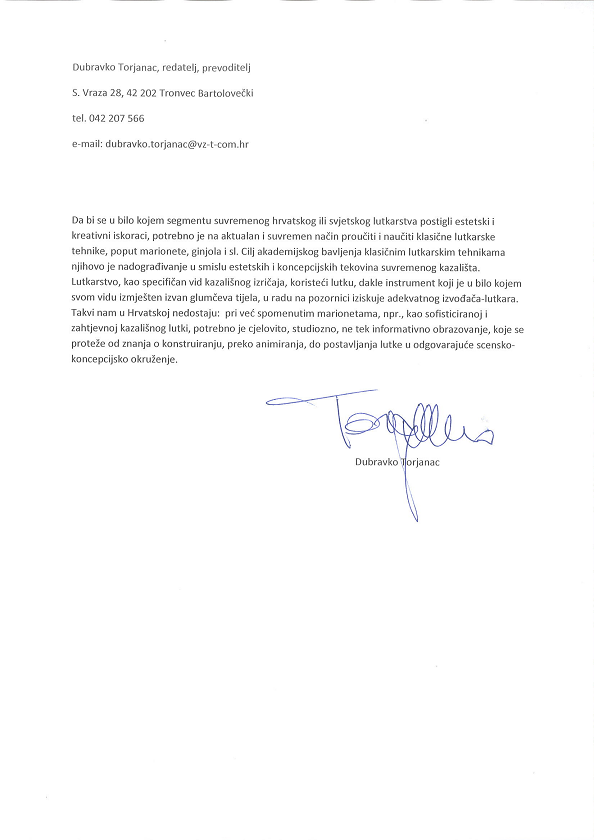 Dubravko Torjanac, redatelj, prevoditelj
S. Vraza 28, 42 202 Tronvec Bartolovečki
tel. 042 207 566
e-mail: dubravko.torjanac@vz-t-com.hr
Da bi se u bilo kojem segmentu suvremenog hrvatskog ili svjetskog lutkarstva postigli estetski i
kreativni iskoraci, potrebno je na aktualan i suvremen način proučiti i naučiti klasične lutkarske
tehnike, poput marionete, ginjola i sl. Cilj akademijskog bavljenja klasičnim lutkarskim tehnikama
njihovo je nadograđivanje u smislu estetskih i koncepcijskih tekovina suvremenog kazališta.
Lutkarstvo, kao specifičan vid kazališnog izričaja, koristeći lutku, dakle instrument koji je u bilo kojem
svom vidu izmješten izvan glumčeva tijela, u radu na pozornici iziskuje adekvatnog izvođača-lutkara.
Takvi nam u Hrvatskoj nedostaju:  pri već spomenutim marionetama, npr., kao sofisticiranoj i
zahtjevnoj kazališnog lutki, potrebno je cjelovito, studiozno, ne tek informativno obrazovanje, koje se
proteže od znanja o konstruiranju, preko animiranja, do postavljanja lutke u odgovarajuće scensko-
koncepcijsko okruženje.
Dubravko Torjanac